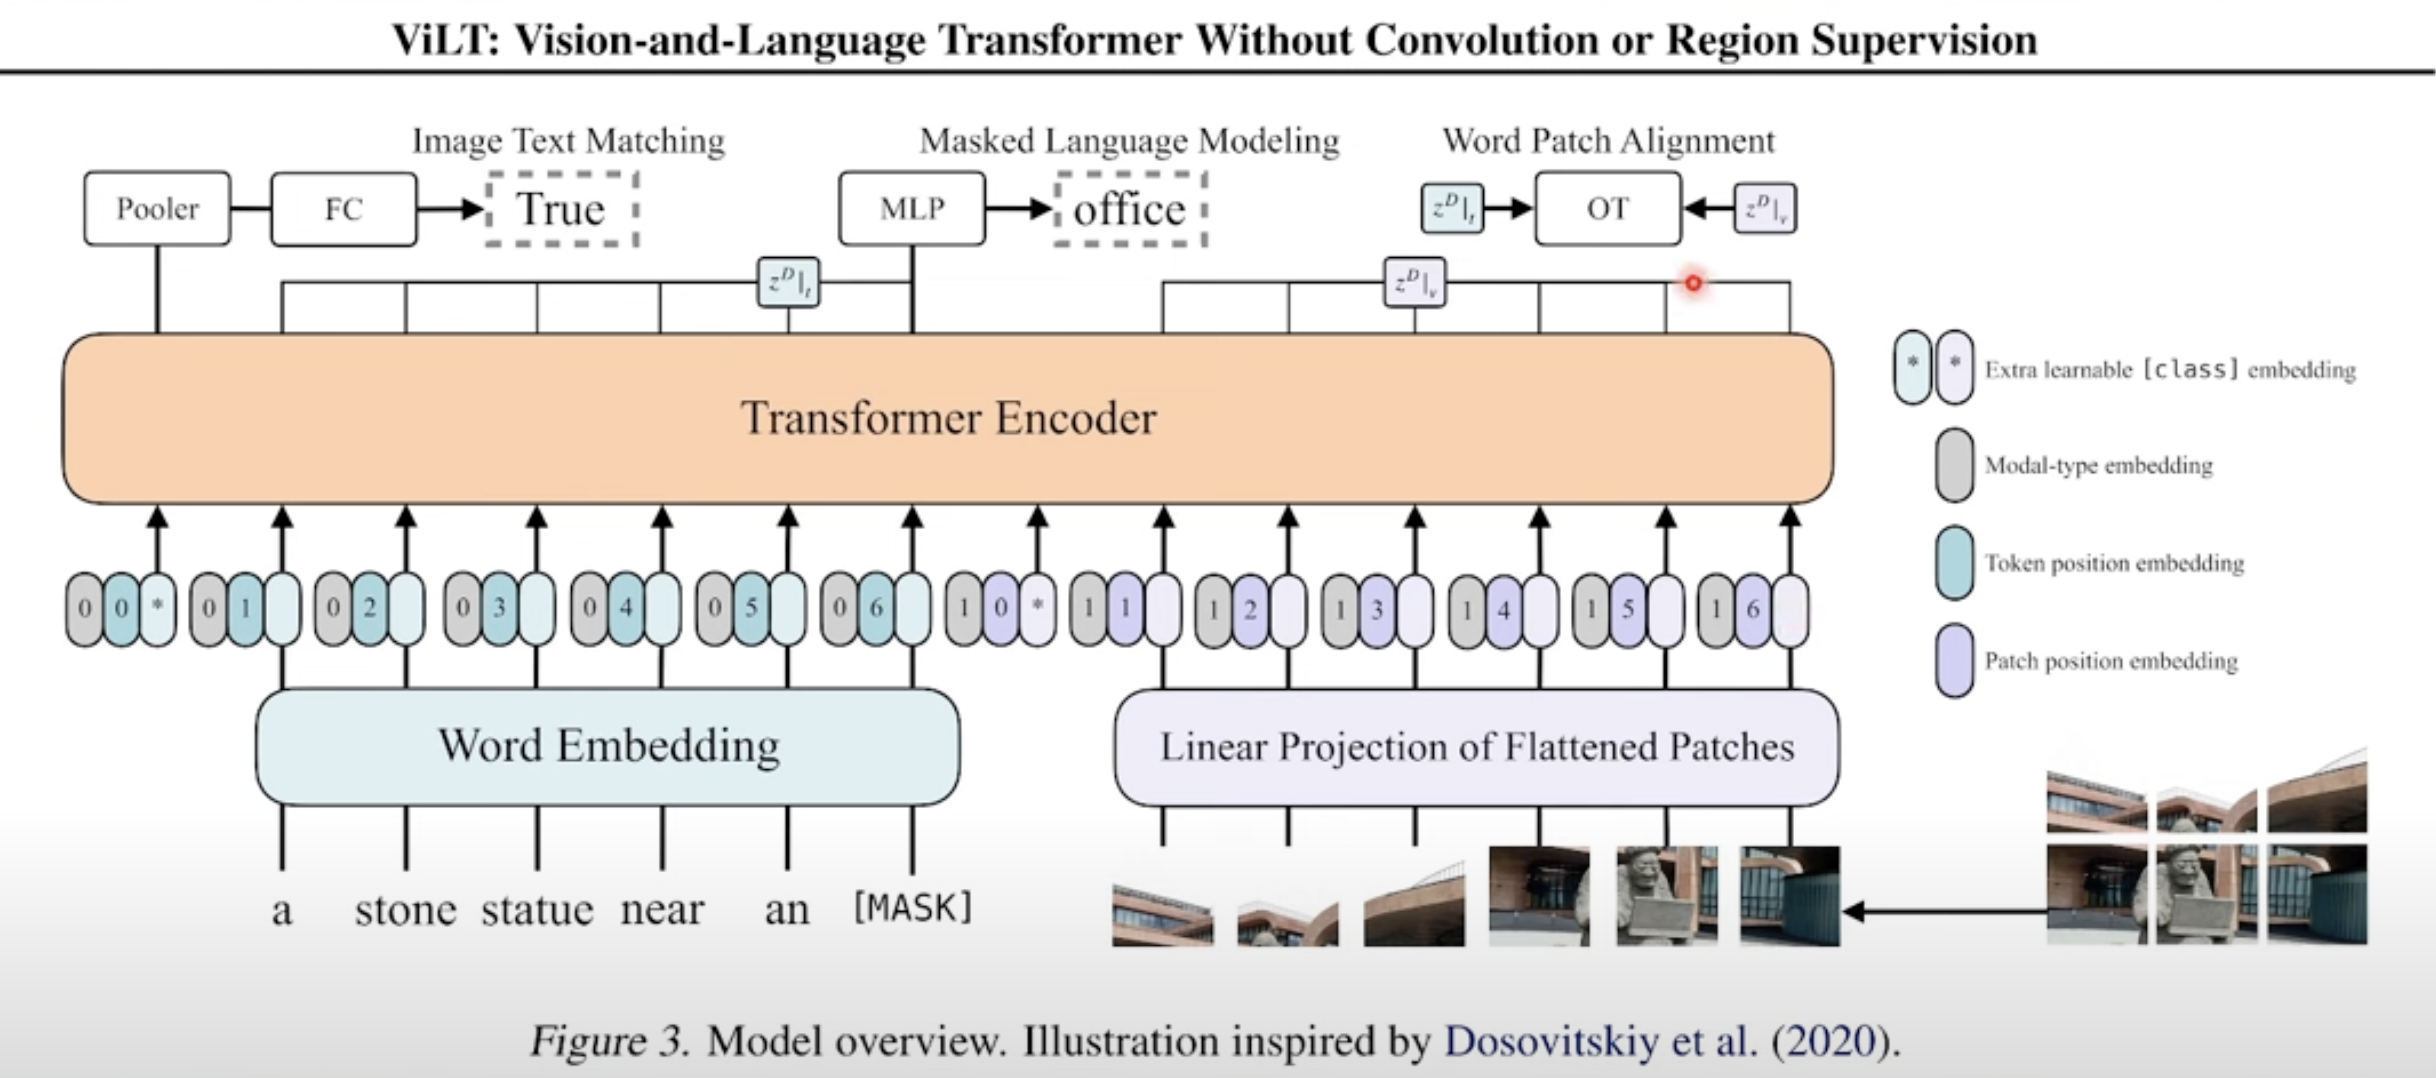 ViLT: Vision-and-Language Transformer Without Convolution or Region Supervision
Image Text Matching
Masked Language Modeling
Word Patch Alignment
Pooler
FC
True
MLP
office
z^D|_t
OT
z^D|_v
z^D|_t
z^D|_v
Transformer Encoder
* * Extra learnable [class] embedding
Modal-type embedding
Token position embedding
Patch position embedding
0 0 * 0 1 0 2 0 3 0 4 0 5 0 6 1 0 * 1 1 1 2 1 3 1 4 1 5 1 6
Word Embedding
Linear Projection of Flattened Patches
a stone statue near an [MASK]
Figure 3. Model overview. Illustration inspired by Dosovitskiy et al. (2020).